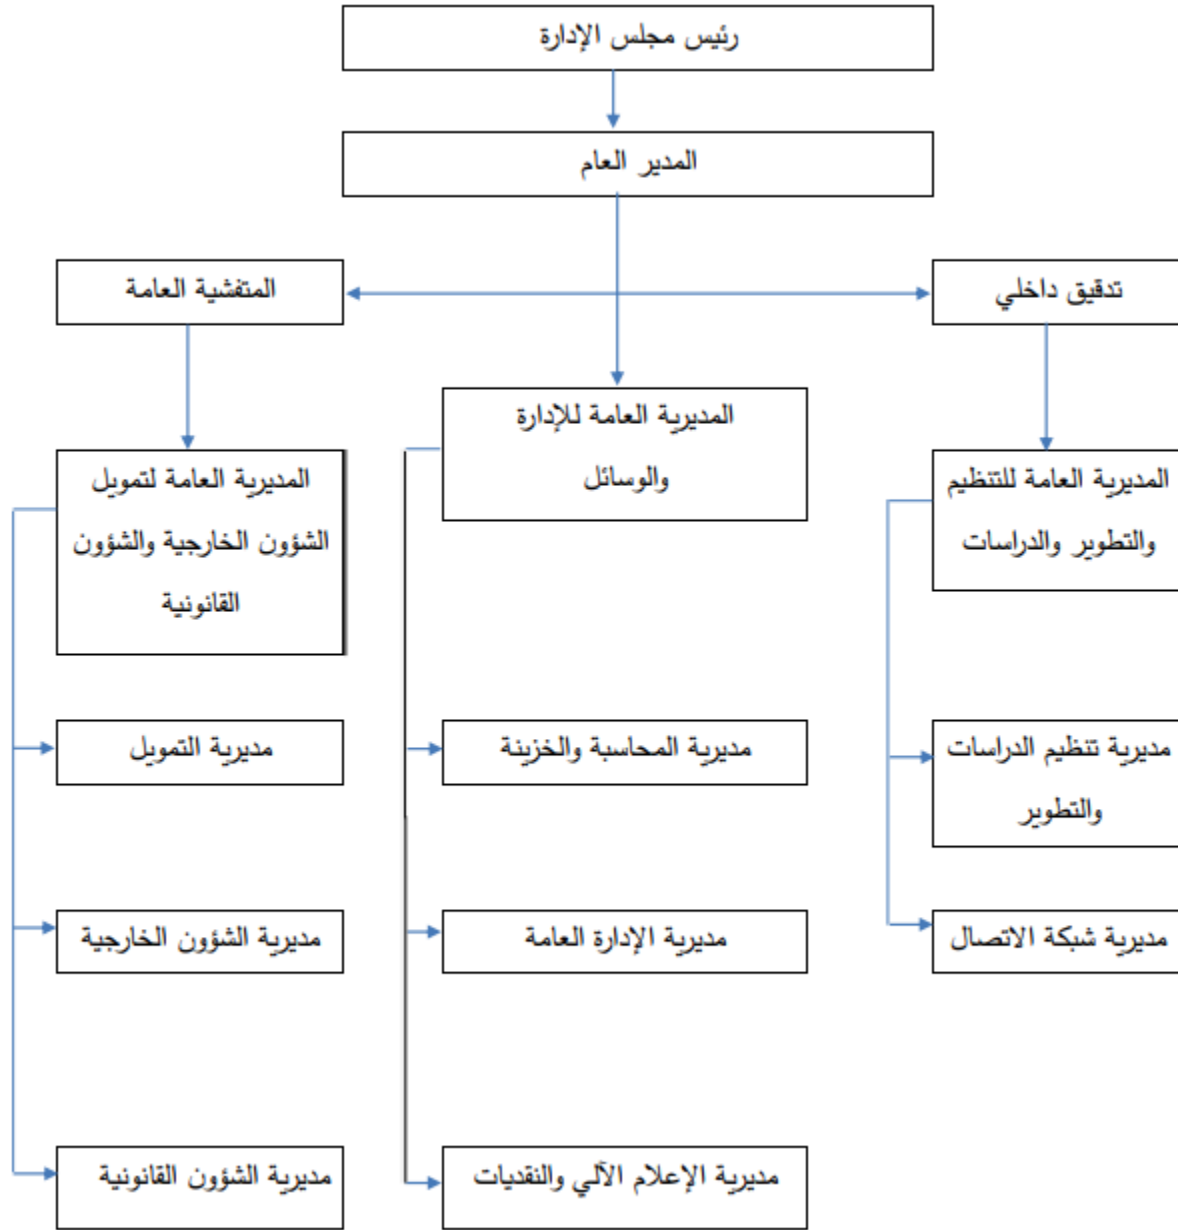 رئيس مجلس الإدارة
المدير العام
تدقيق داخلي
المتفشية العامة
المديرية العامة للإدارة
والوسائل
المديرية العامة للتنظيم
والتطوير والدراسات
المديرية العامة لتمويل
الشؤون الخارجية والشؤون
القانونية
مديرية تنظيم الدراسات
والتطوير
مديرية المحاسبة والخزينة
مديرية التمويل
مديرية شبكة الاتصال
مديرية الإدارة العامة
مديرية الشؤون الخارجية
مديرية الإعلام الآلي والنقديات
مديرية الشؤون القانونية